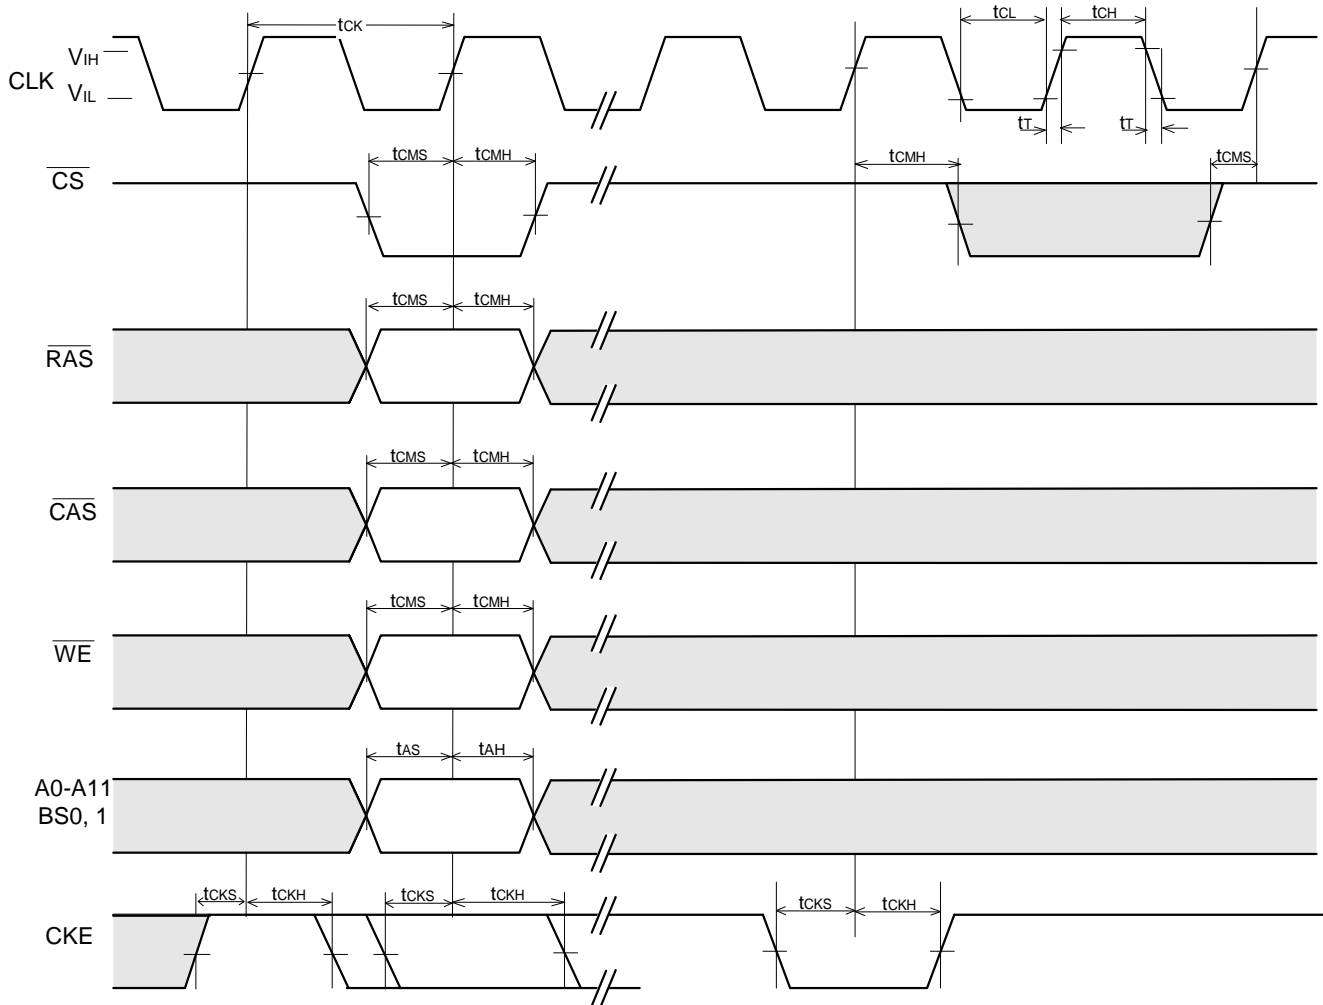 tCK
tCL
tCH
VIH
CLK
VIL
tT
tT
tCMS
tCMH
tCMH
tCMS
CS
tCMS
tCMH
RAS
tCMS
tCMH
CAS
tCMS
tCMH
WE
tAS
tAH
A0-A11
BS0, 1
tCKS
tCKH
tCKS
tCKH
tCKS
tCKH
CKE